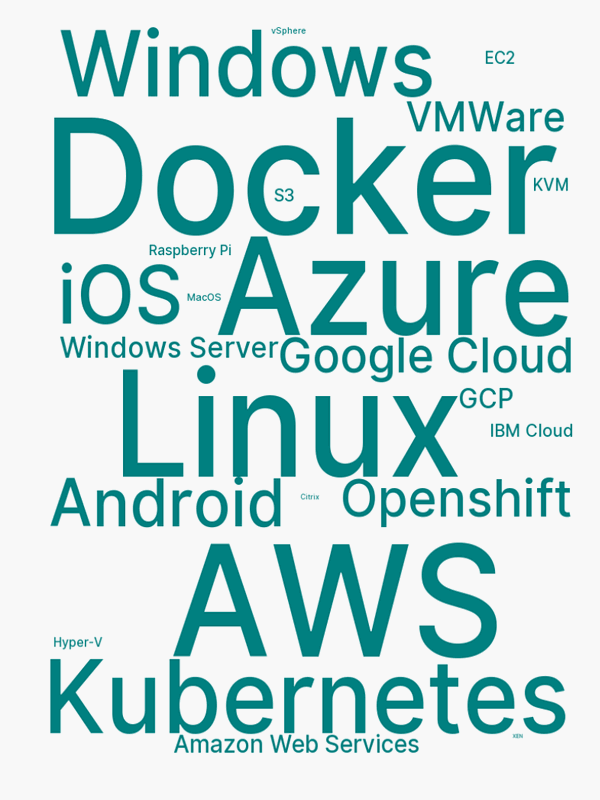 vSphere
Windows
EC2
VMWare
Docker
S3
KVM
Raspberry Pi
iOS
MacOS
Azure
Windows Server
Google Cloud
Linux
GCP
IBM Cloud
Android
Citrix
Openshift
AWS
Hyper-V
Kubernetes
XEN
Amazon Web Services